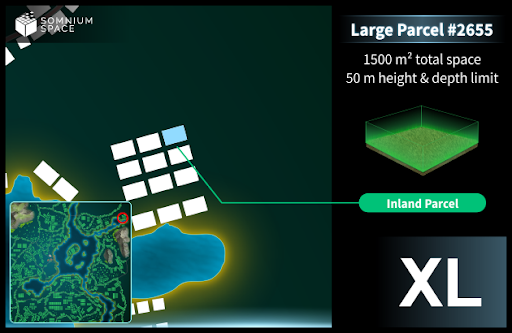 SOMNIUM
SPACE
Large Parcel #2655
1500 m² total space
50 m height & depth limit
Inland Parcel
XL